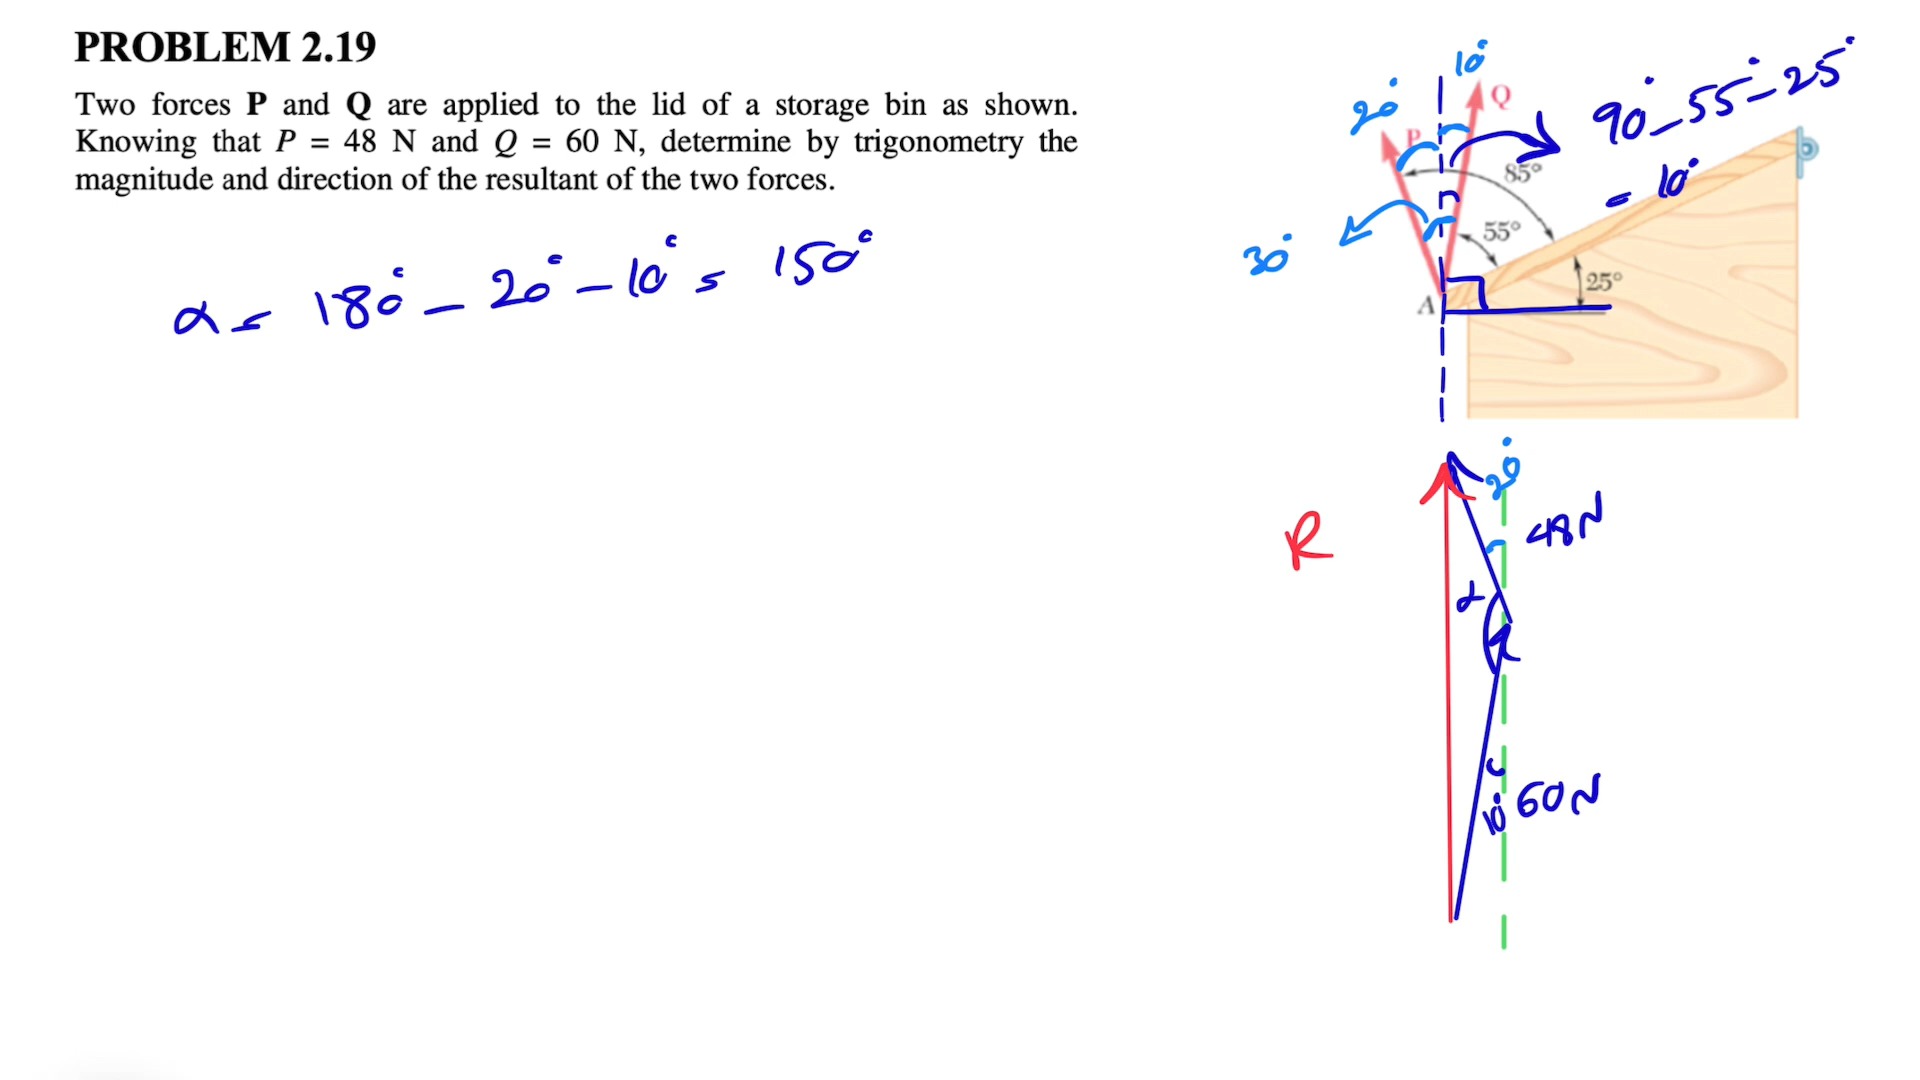 PROBLEM 2.19
Two forces P and Q are applied to the lid of a storage bin as shown.
Knowing that P = 48 N and Q = 60 N, determine by trigonometry the
magnitude and direction of the resultant of the two forces.
α = 180° - 20° - 10° = 150°
10°
20°
Q
P
90° - 55° - 25°
= 10°
85°
55°
30°
25°
A
20°
48N
R
α
60N
10°